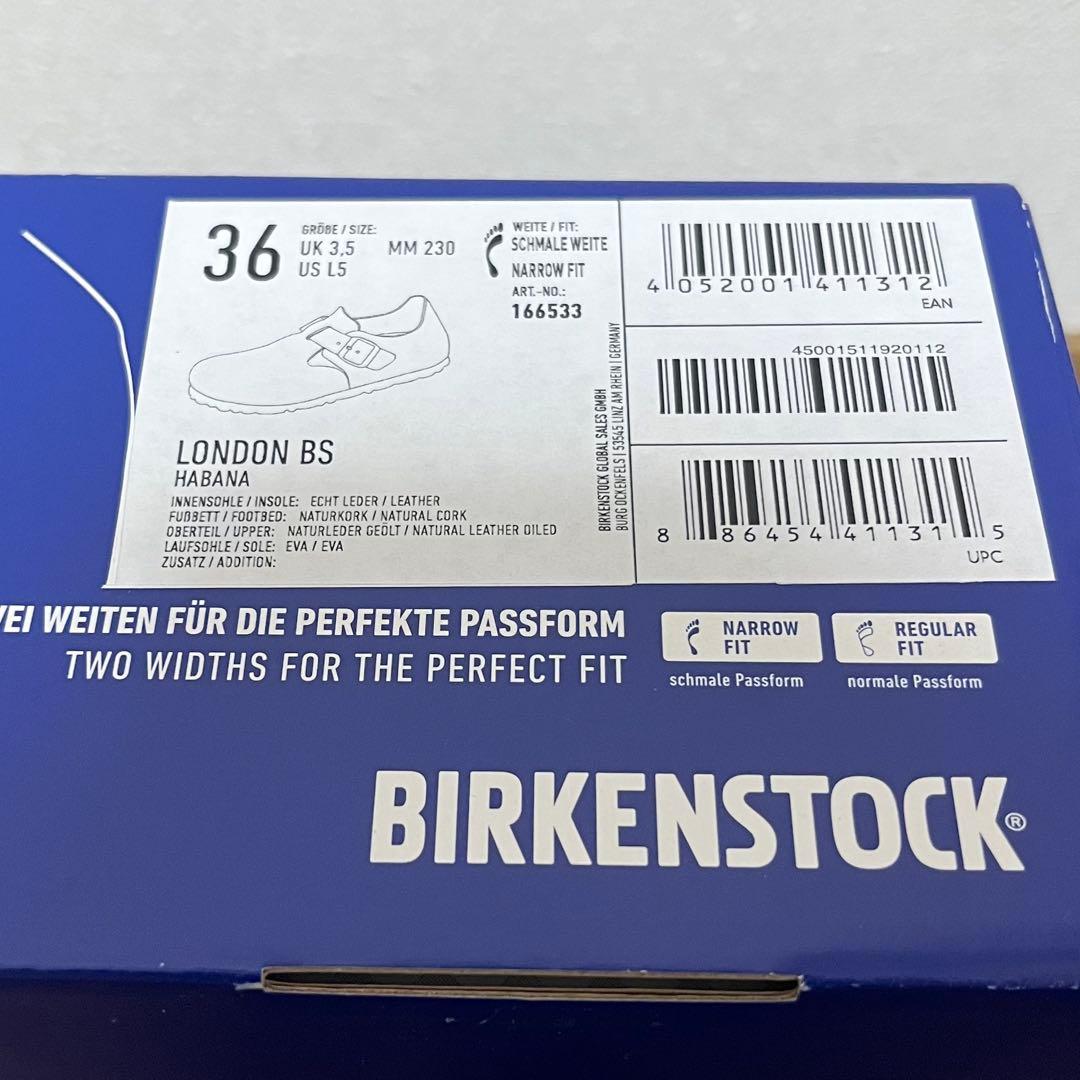 36
GRÖßE / SIZE:
UK 3,5 MM 230
US L5
WEITE / FIT:
SCHMALE WEITE
NARROW FIT
ART.-NO.:
166533
LONDON BS
HABANA
INNENSOHLE / INSOLE: ECHT LEDER / LEATHER
FUßBETT / FOOTBED: NATURKORK / NATURAL CORK
OBERTEIL / UPPER: NATURLEDER GEÖLT / NATURAL LEATHER OILED
LAUFSOHLE / SOLE: EVA / EVA
ZUSATZ / ADDITION:
BIRKENSTOCK GLOBAL SALES GMBH
BURG OCKENFELS | 53545 LINZ AM RHEIN | GERMANY
4 052001 411312
EAN
45001511920112
8 86454 41131 5
UPC
EI WEITEN FÜR DIE PERFEKTE PASSFORM
TWO WIDTHS FOR THE PERFECT FIT
NARROW
FIT
schmale Passform
REGULAR
FIT
normale Passform
BIRKENSTOCK®